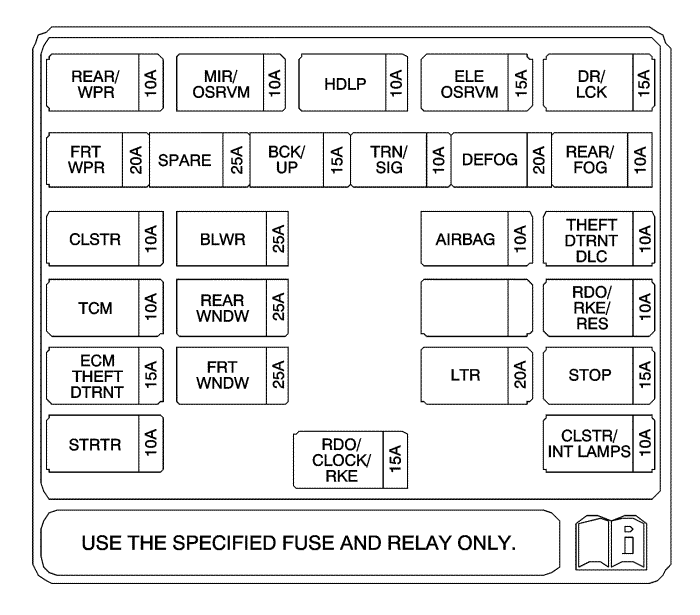 REAR/
WPR
10A
MIR/
OSRVM
10A
HDLP
10A
ELE
OSRVM
15A
DR/
LCK
15A
FRT
WPR
20A
SPARE
25A
BCK/
UP
15A
TRN/
SIG
10A
DEFOG
20A
REAR/
FOG
10A
CLSTR
10A
BLWR
25A
AIRBAG
10A
THEFT
DTRNT
DLC
10A
TCM
10A
REAR
WNDW
25A
RDO/
RKE/
RES
10A
ECM
THEFT
DTRNT
15A
FRT
WNDW
25A
LTR
20A
STOP
15A
STRTR
10A
RDO/
CLOCK/
RKE
15A
CLSTR/
INT LAMPS
10A
USE THE SPECIFIED FUSE AND RELAY ONLY.
i